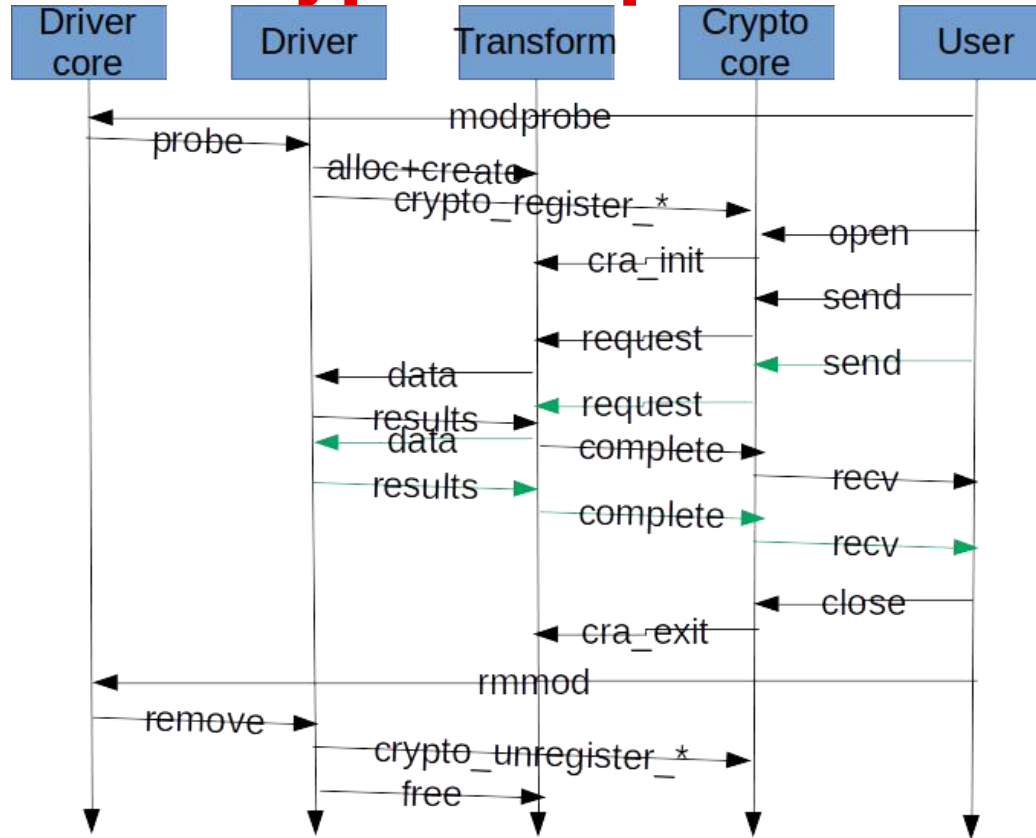 Driver
core
Driver
Transform
Crypto
core
User
modprobe
probe
alloc+create
crypto_register_*
open
cra_init
send
request
send
data
request
results
data
complete
recv
results
complete
recv
close
cra_exit
rmmod
remove
crypto_unregister_*
free